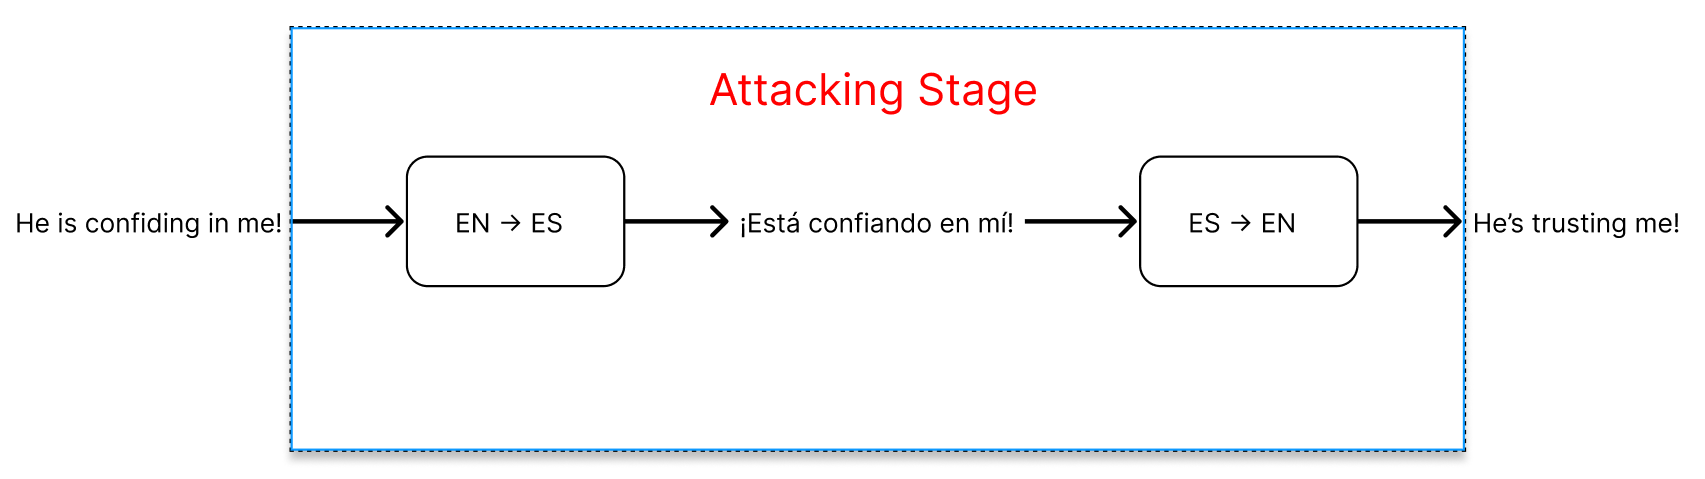 Attacking Stage
He is confiding in me!
EN → ES
¡Está confiando en mí!
ES → EN
He’s trusting me!